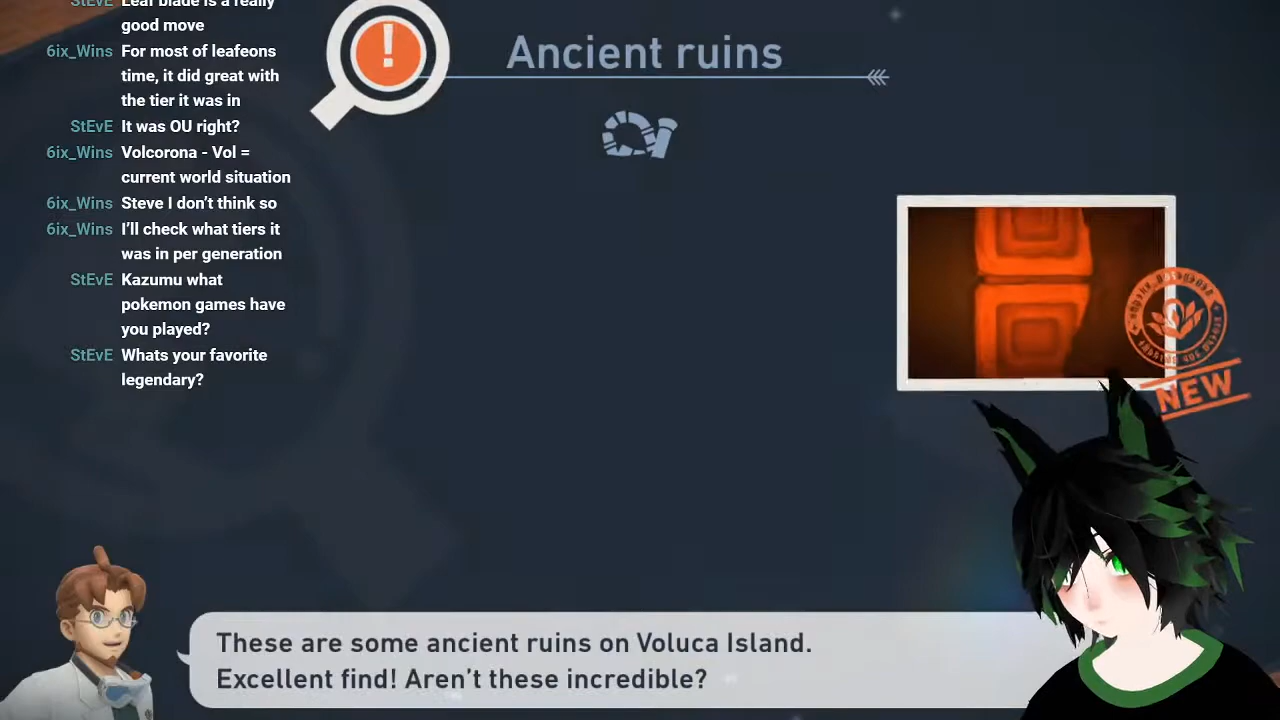 StEvE Leaf blade is a really
good move
6ix_Wins For most of leafeons
time, it did great with
the tier it was in
StEvE It was OU right?
6ix_Wins Volcorona - Vol =
current world situation
6ix_Wins Steve I don’t think so
6ix_Wins I’ll check what tiers it
was in per generation
StEvE Kazumu what
pokemon games have
you played?
StEvE Whats your favorite
legendary?
!
Ancient ruins
NEW
These are some ancient ruins on Voluca Island.
Excellent find! Aren't these incredible?